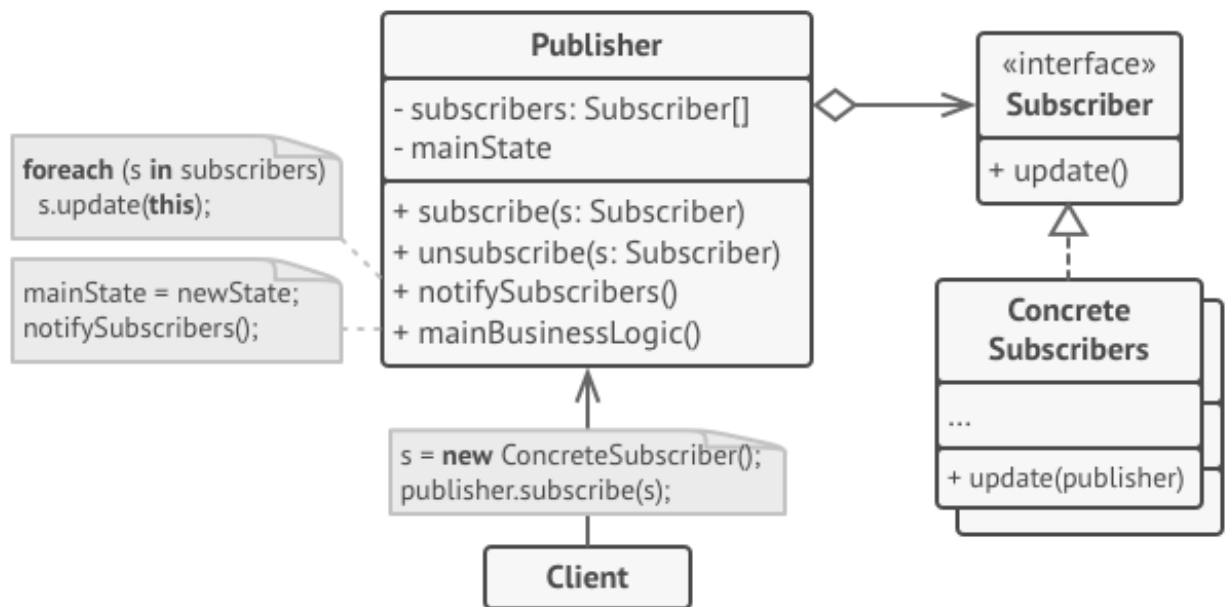 Publisher
- subscribers: Subscriber[]
- mainState
+ subscribe(s: Subscriber)
+ unsubscribe(s: Subscriber)
+ notifySubscribers()
+ mainBusinessLogic()
«interface»
Subscriber
+ update()
foreach (s in subscribers)
s.update(this);
mainState = newState;
notifySubscribers();
Concrete
Subscribers
...
+ update(publisher)
s = new ConcreteSubscriber();
publisher.subscribe(s);
Client